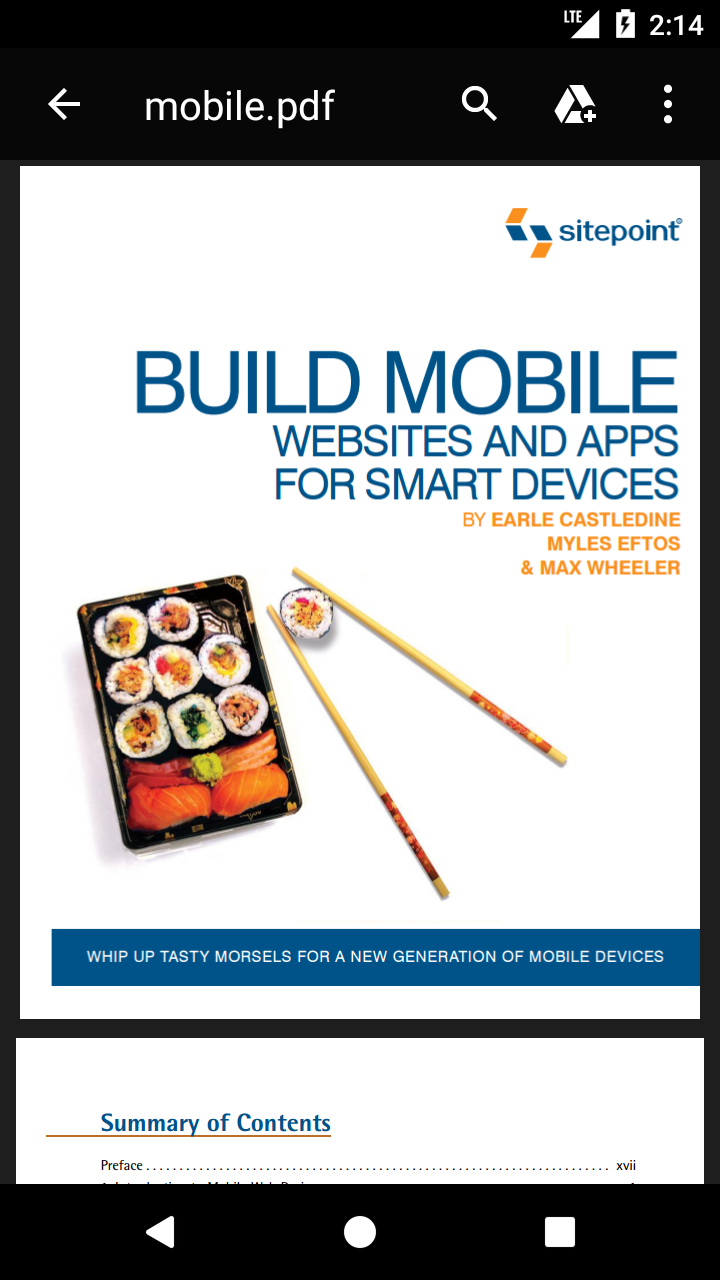 LTE 2:14
mobile.pdf
sitepoint®
BUILD MOBILE
WEBSITES AND APPS
FOR SMART DEVICES
BY EARLE CASTLEDINE
MYLES EFTOS
& MAX WHEELER
WHIP UP TASTY MORSELS FOR A NEW GENERATION OF MOBILE DEVICES
Summary of Contents
Preface . . . . . . . . . . . . . . . . . . . . . . . . . . . . . . . . . . . . . . . . . . . . . . . . . . . . . . . . . . . . . . . . . . . . . . xvii